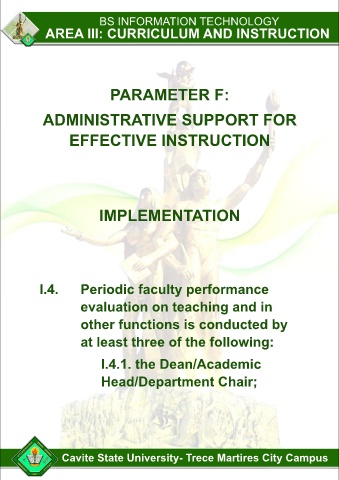 BS INFORMATION TECHNOLOGY
AREA III: CURRICULUM AND INSTRUCTION
PARAMETER F:
ADMINISTRATIVE SUPPORT FOR
EFFECTIVE INSTRUCTION
IMPLEMENTATION
I.4. Periodic faculty performance
evaluation on teaching and in
other functions is conducted by
at least three of the following:
I.4.1. the Dean/Academic
Head/Department Chair;
Cavite State University- Trece Martires City Campus